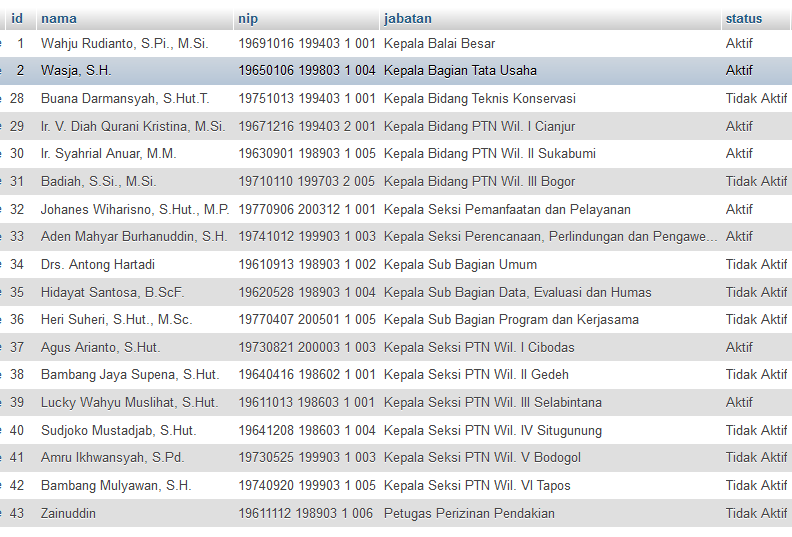 id nama nip jabatan status
1 Wahju Rudianto, S.Pi., M.Si. 19691016 199403 1 001 Kepala Balai Besar Aktif
2 Wasja, S.H. 19650106 199803 1 004 Kepala Bagian Tata Usaha Aktif
28 Buana Darmansyah, S.Hut.T. 19751013 199403 1 001 Kepala Bidang Teknis Konservasi Tidak Aktif
29 Ir. V. Diah Qurani Kristina, M.Si. 19671216 199403 2 001 Kepala Bidang PTN Wil. I Cianjur Aktif
30 Ir. Syahrial Anuar, M.M. 19630901 198903 1 005 Kepala Bidang PTN Wil. II Sukabumi Aktif
31 Badiah, S.Si., M.Si. 19710110 199703 2 005 Kepala Bidang PTN Wil. III Bogor Tidak Aktif
32 Johanes Wiharisno, S.Hut., M.P. 19770906 200312 1 001 Kepala Seksi Pemanfaatan dan Pelayanan Aktif
33 Aden Mahyar Burhanuddin, S.H. 19741012 199903 1 003 Kepala Seksi Perencanaan, Perlindungan dan Pengawe... Aktif
34 Drs. Antong Hartadi 19610913 198903 1 002 Kepala Sub Bagian Umum Tidak Aktif
35 Hidayat Santosa, B.ScF. 19620528 198903 1 004 Kepala Sub Bagian Data, Evaluasi dan Humas Tidak Aktif
36 Heri Suheri, S.Hut., M.Sc. 19770407 200501 1 005 Kepala Sub Bagian Program dan Kerjasama Tidak Aktif
37 Agus Arianto, S.Hut. 19730821 200003 1 003 Kepala Seksi PTN Wil. I Cibodas Aktif
38 Bambang Jaya Supena, S.Hut. 19640416 198602 1 001 Kepala Seksi PTN Wil. II Gedeh Tidak Aktif
39 Lucky Wahyu Muslihat, S.Hut. 19611013 198603 1 001 Kepala Seksi PTN Wil. III Selabintana Aktif
40 Sudjoko Mustadjab, S.Hut. 19641208 198603 1 004 Kepala Seksi PTN Wil. IV Situgunung Tidak Aktif
41 Amru Ikhwansyah, S.Pd. 19730525 199903 1 003 Kepala Seksi PTN Wil. V Bodogol Tidak Aktif
42 Bambang Mulyawan, S.H. 19740920 199903 1 005 Kepala Seksi PTN Wil. VI Tapos Tidak Aktif
43 Zainuddin 19611112 198903 1 006 Petugas Perizinan Pendakian Tidak Aktif